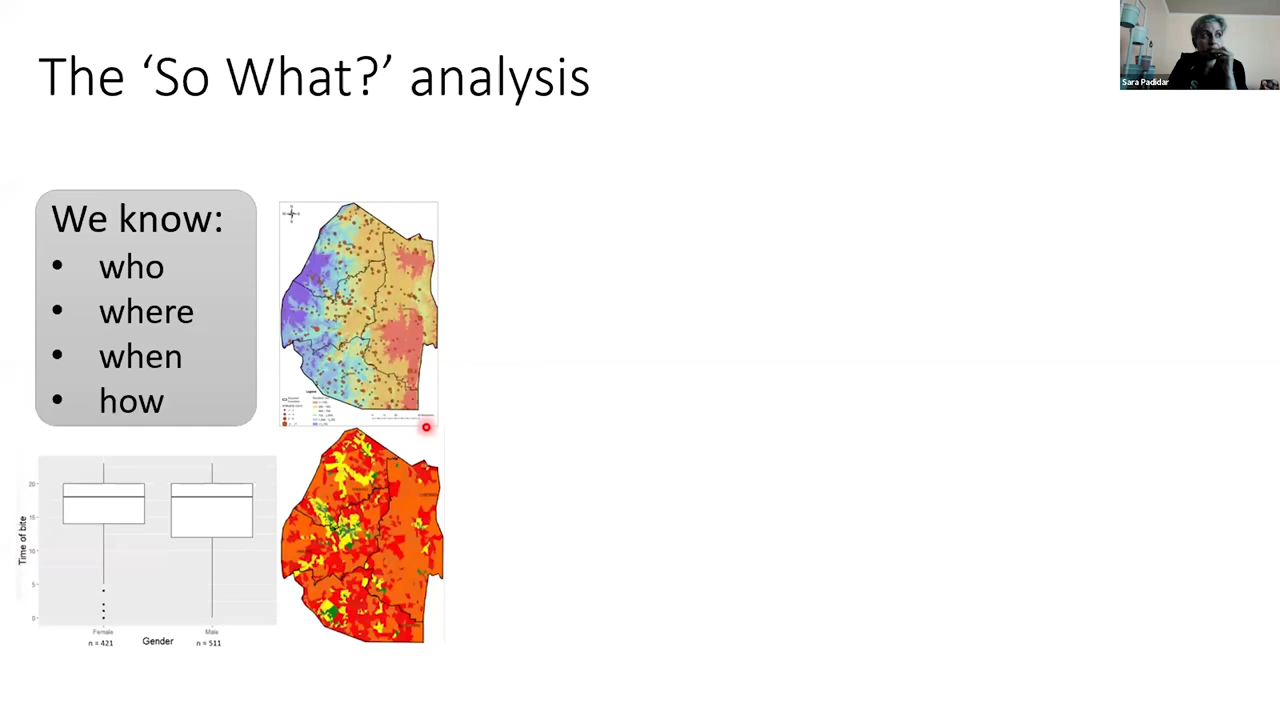 The ‘So What?’ analysis
Sara Padidar
We know:
• who
• where
• when
• how
Time of bite
20
15
10
5
0
Female
Male
n = 421
Gender
n = 511